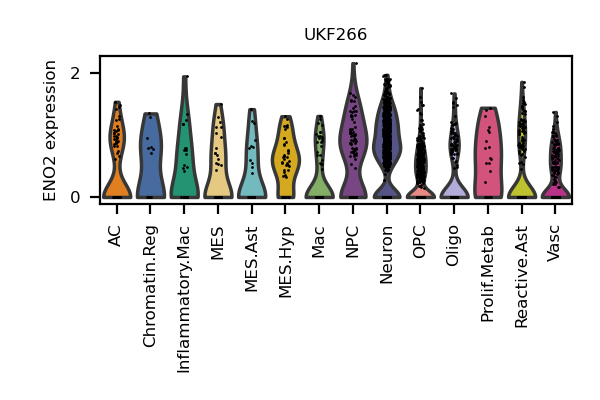 UKF266
ENO2 expression
2
0
AC
Chromatin.Reg
Inflammatory.Mac
MES
MES.Ast
MES.Hyp
Mac
NPC
Neuron
OPC
Oligo
Prolif.Metab
Reactive.Ast
Vasc